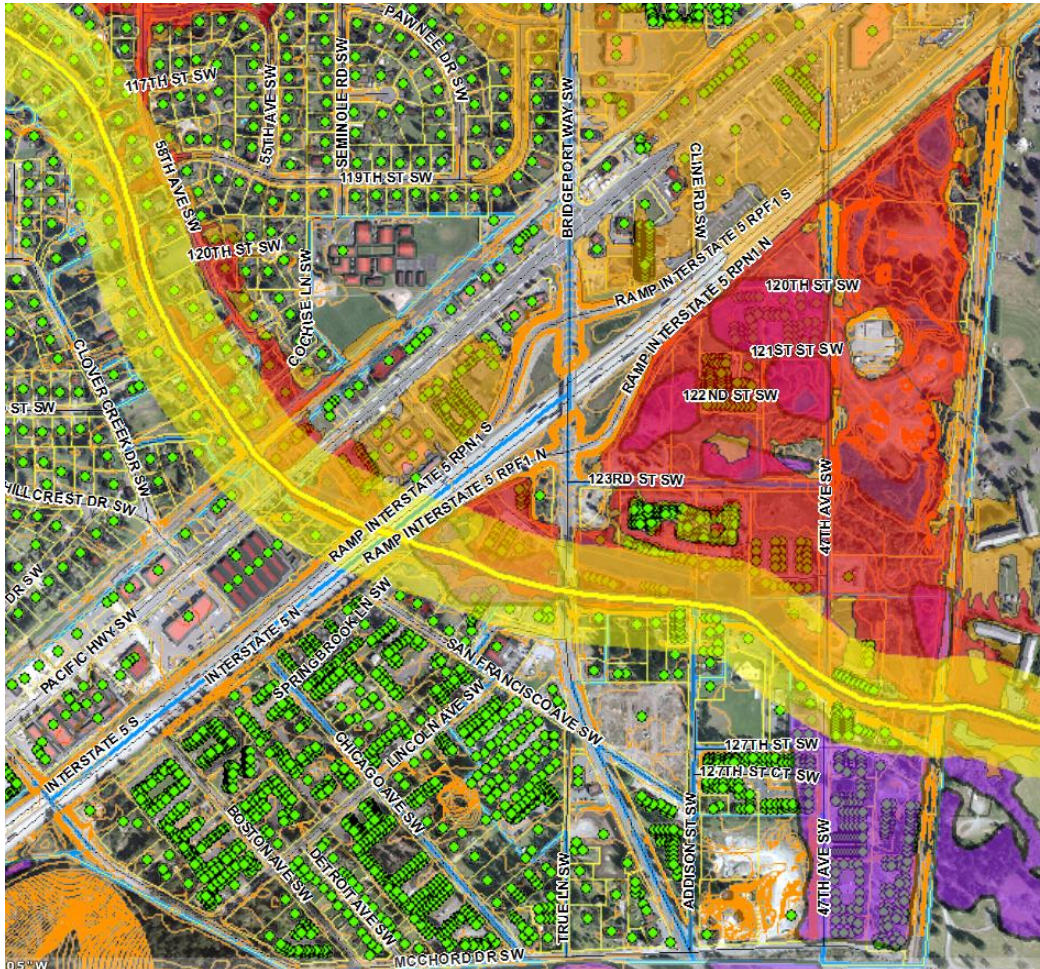 PAWNEE DR SW
117TH ST SW
55TH AVE SW
SEMINOLE RD SW
58TH AVE SW
119TH ST SW
BRIDGEPORT WAY SW
CLINE RD SW
120TH ST SW
COCHISE LN SW
RAMP INTERSTATE 5 RPF1 S
RAMP INTERSTATE 5 RPN1 N
120TH ST SW
121ST ST SW
122ND ST SW
CLOVER CREEK DR SW
ST SW
HILLCREST DR SW
RAMP INTERSTATE 5 RPN1 S
RAMP INTERSTATE 5 RPF1 N
123RD ST SW
47TH AVE SW
DR SW
PACIFIC HWY SW
INTERSTATE 5 N
SPRINGBROOK LN SW
SAN FRANCISCO AVE SW
INTERSTATE 5 S
LINCOLN AVE SW
CHICAGO AVE SW
127TH ST SW
127TH ST CT SW
BOSTON AVE SW
DETROIT AVE SW
TRUE LN SW
ADDISON ST SW
47TH AVE SW
MCCHORD DR SW
05"W